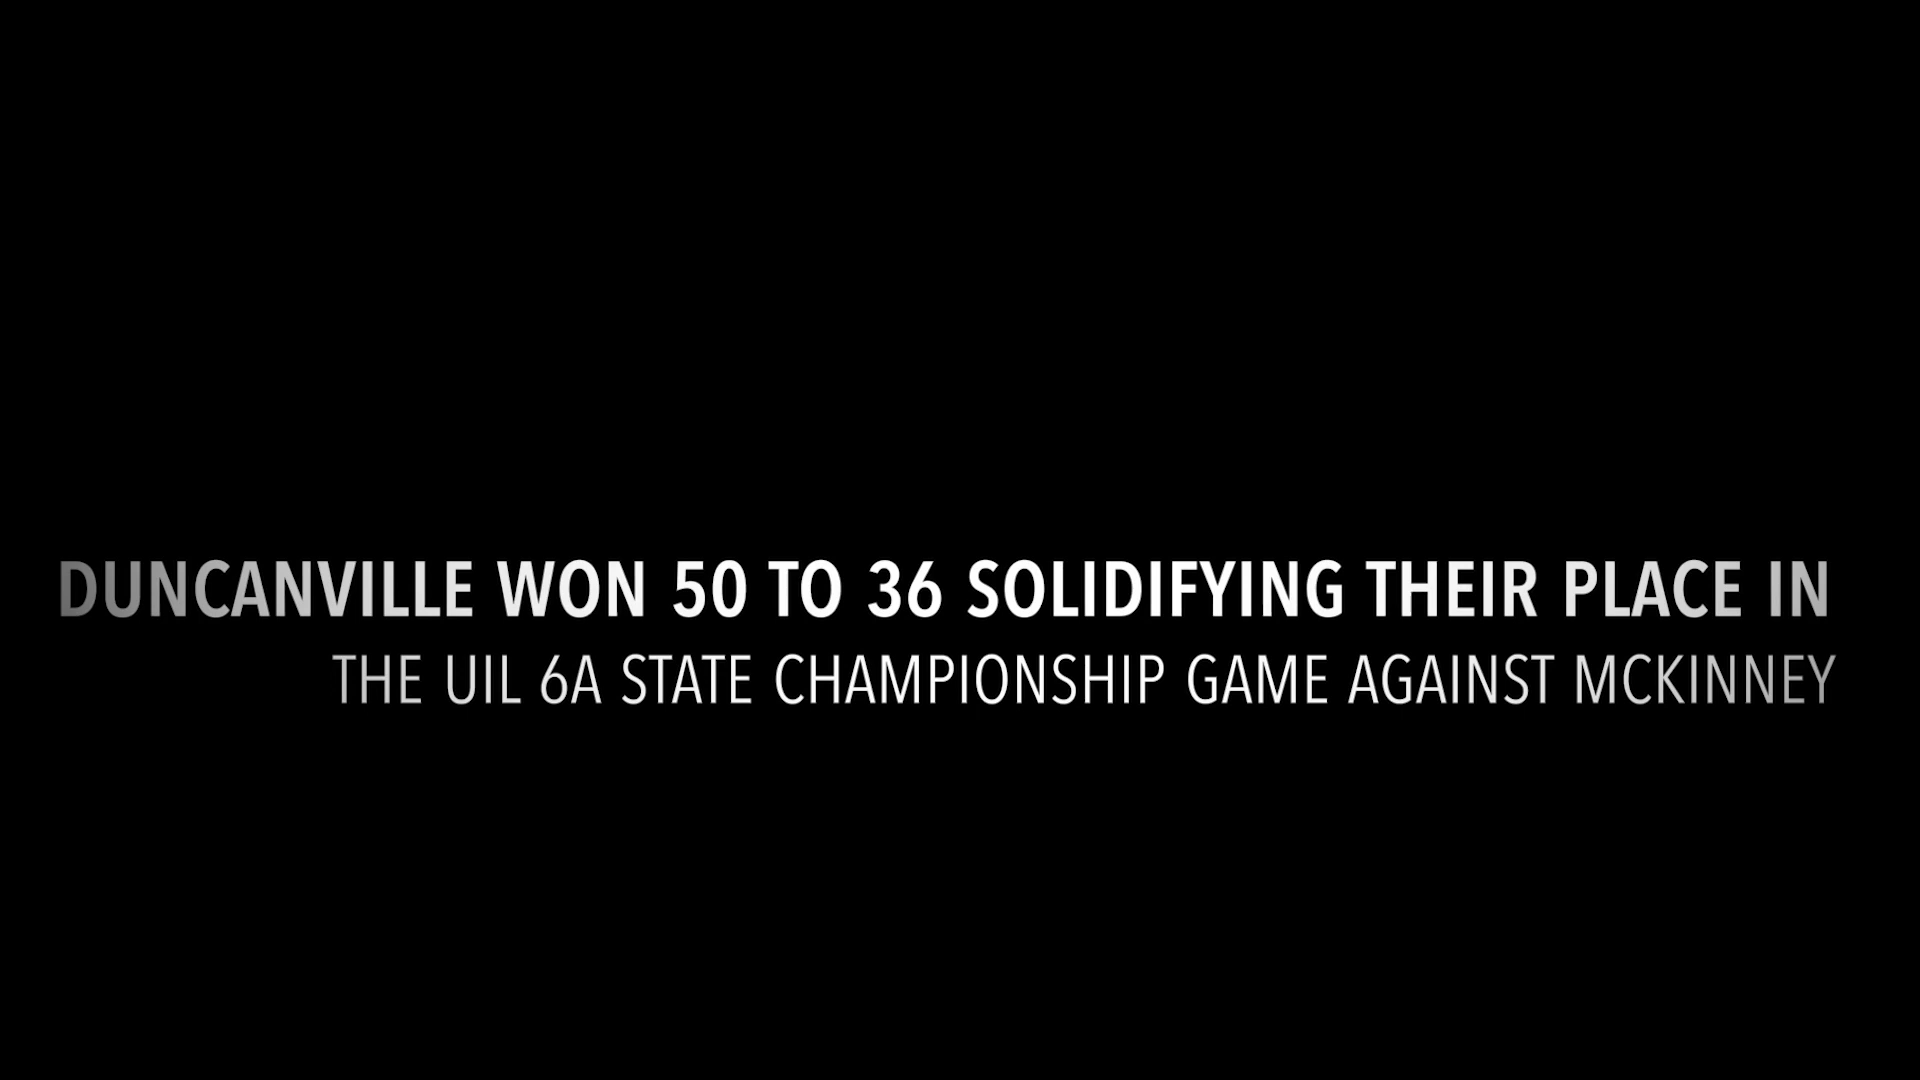 DUNCANVILLE WON 50 TO 36 SOLIDIFYING THEIR PLACE IN
THE UIL 6A STATE CHAMPIONSHIP GAME AGAINST MCKINNEY